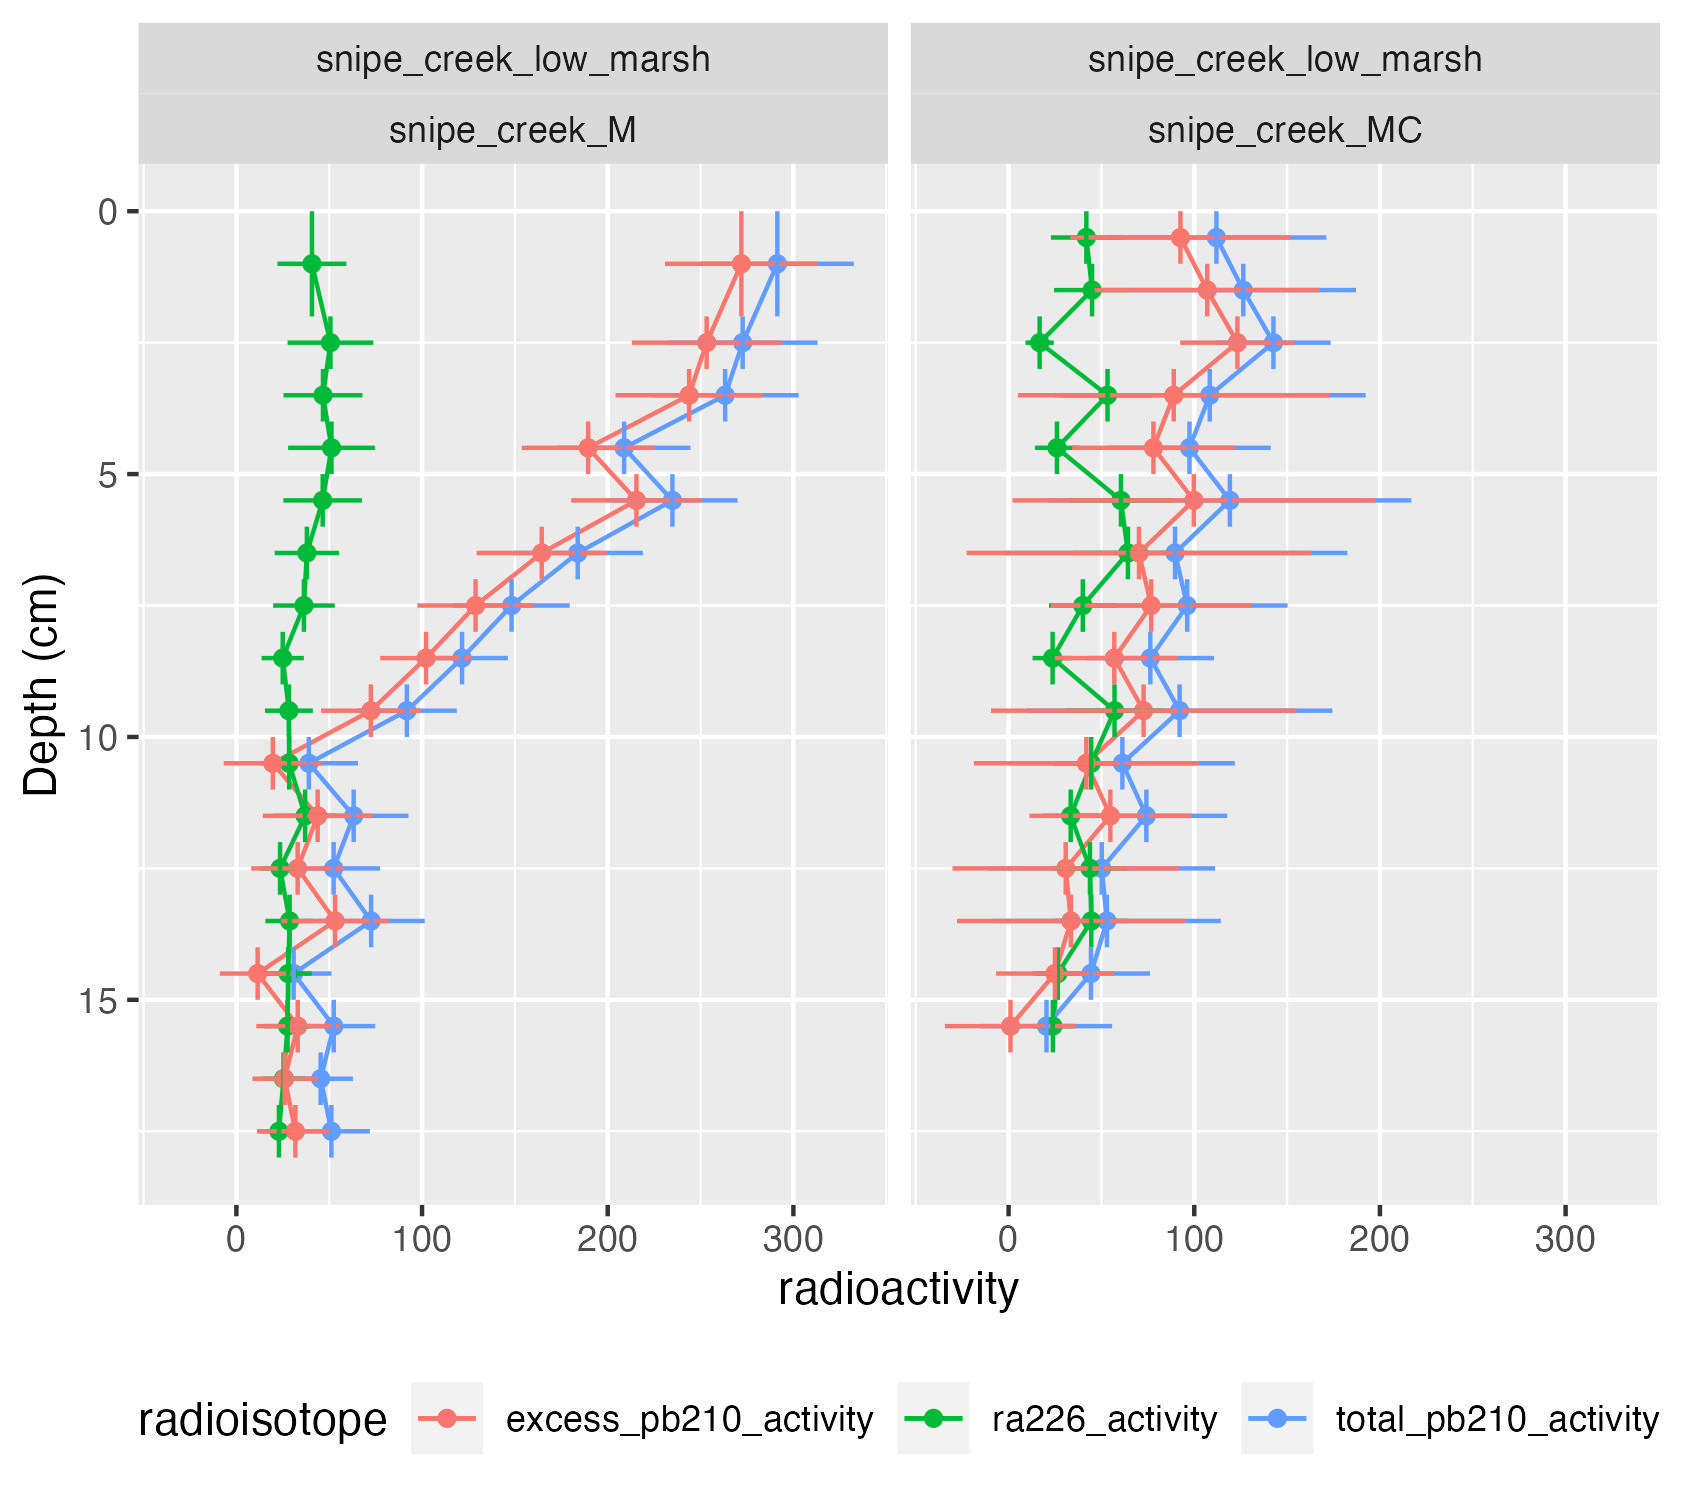 snipe_creek_low_marsh snipe_creek_low_marsh
snipe_creek_M snipe_creek_MC
0
5
10
15
Depth (cm)
0 100 200 300 0 100 200 300
radioactivity
radioisotope excess_pb210_activity ra226_activity total_pb210_activity